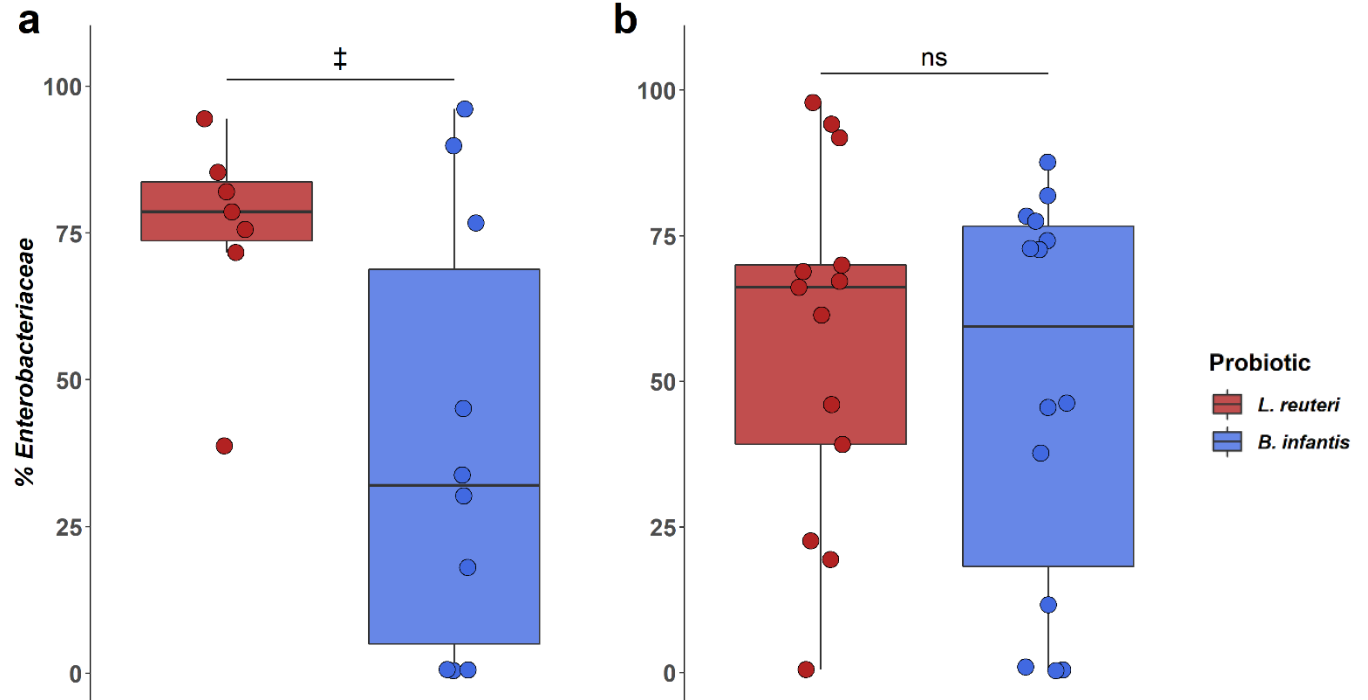 a
‡
% Enterobacteriaceae
100
75
50
25
0
b
ns
100
75
50
25
0
Probiotic
L. reuteri
B. infantis